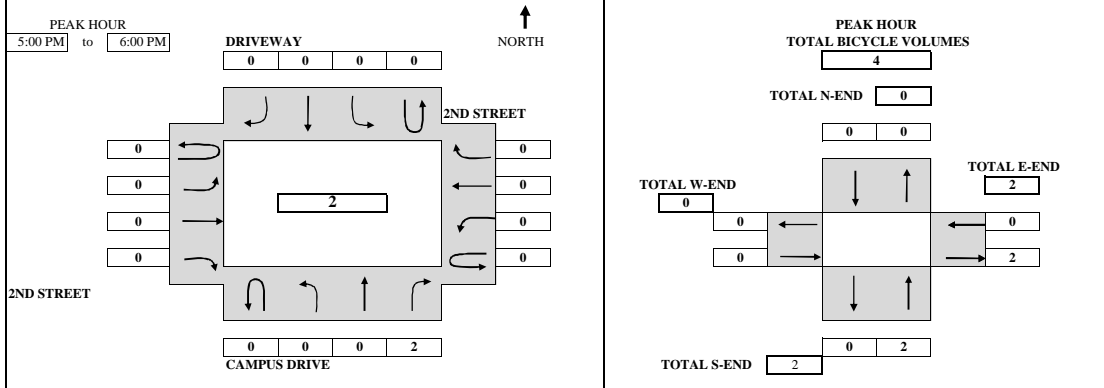 PEAK HOUR
5:00 PM to 6:00 PM
NORTH
DRIVEWAY
0 0 0 0
2ND STREET
0 0
0 0
2
0 0
0 0
2ND STREET
0 0 0 2
CAMPUS DRIVE
PEAK HOUR
TOTAL BICYCLE VOLUMES
4
TOTAL N-END 0
0 0
TOTAL E-END
2
TOTAL W-END
0
0 0
0 2
0 2
TOTAL S-END 2